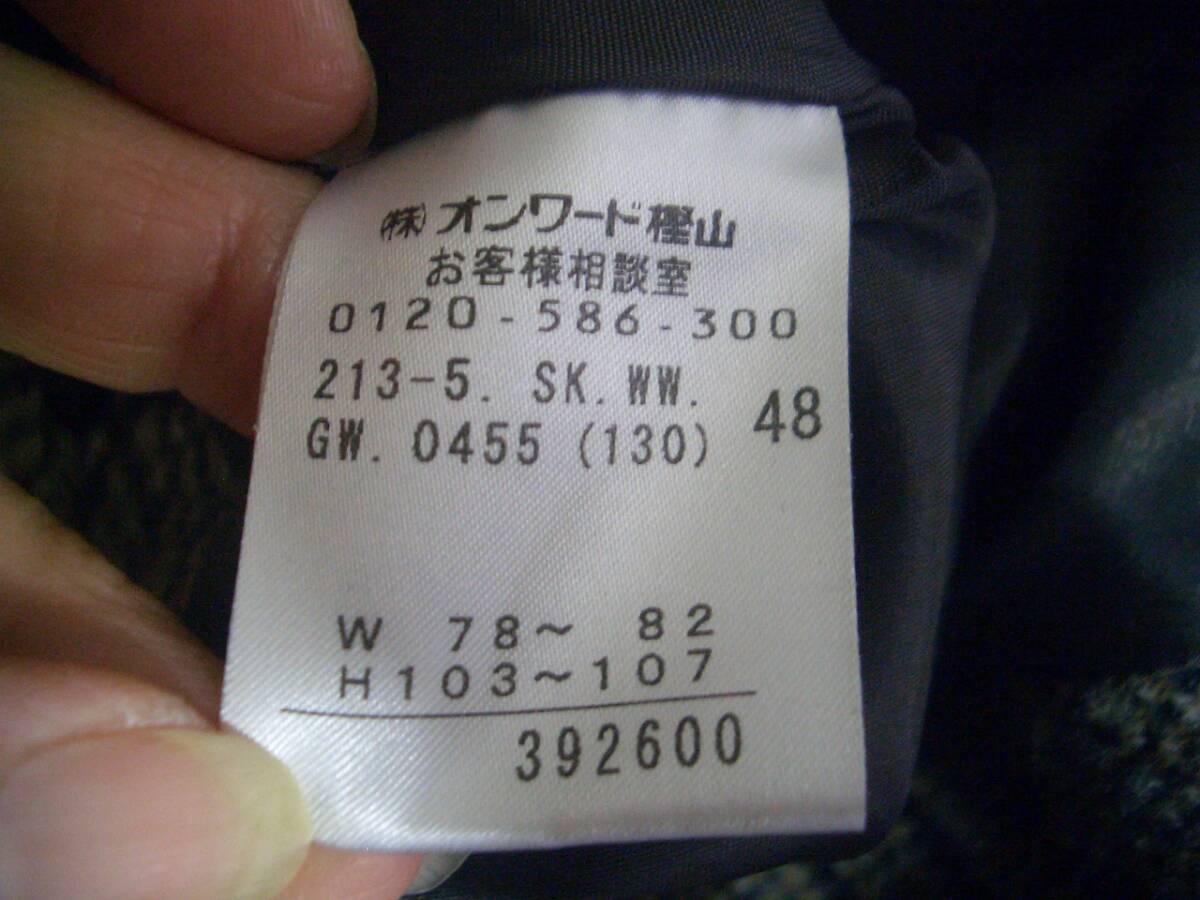 ㈱オンワード樫山
お客様相談室
0120-586-300
213-5. SK. WW.
GW. 0455 (130) 48
W 78～ 82
H103～107
392600